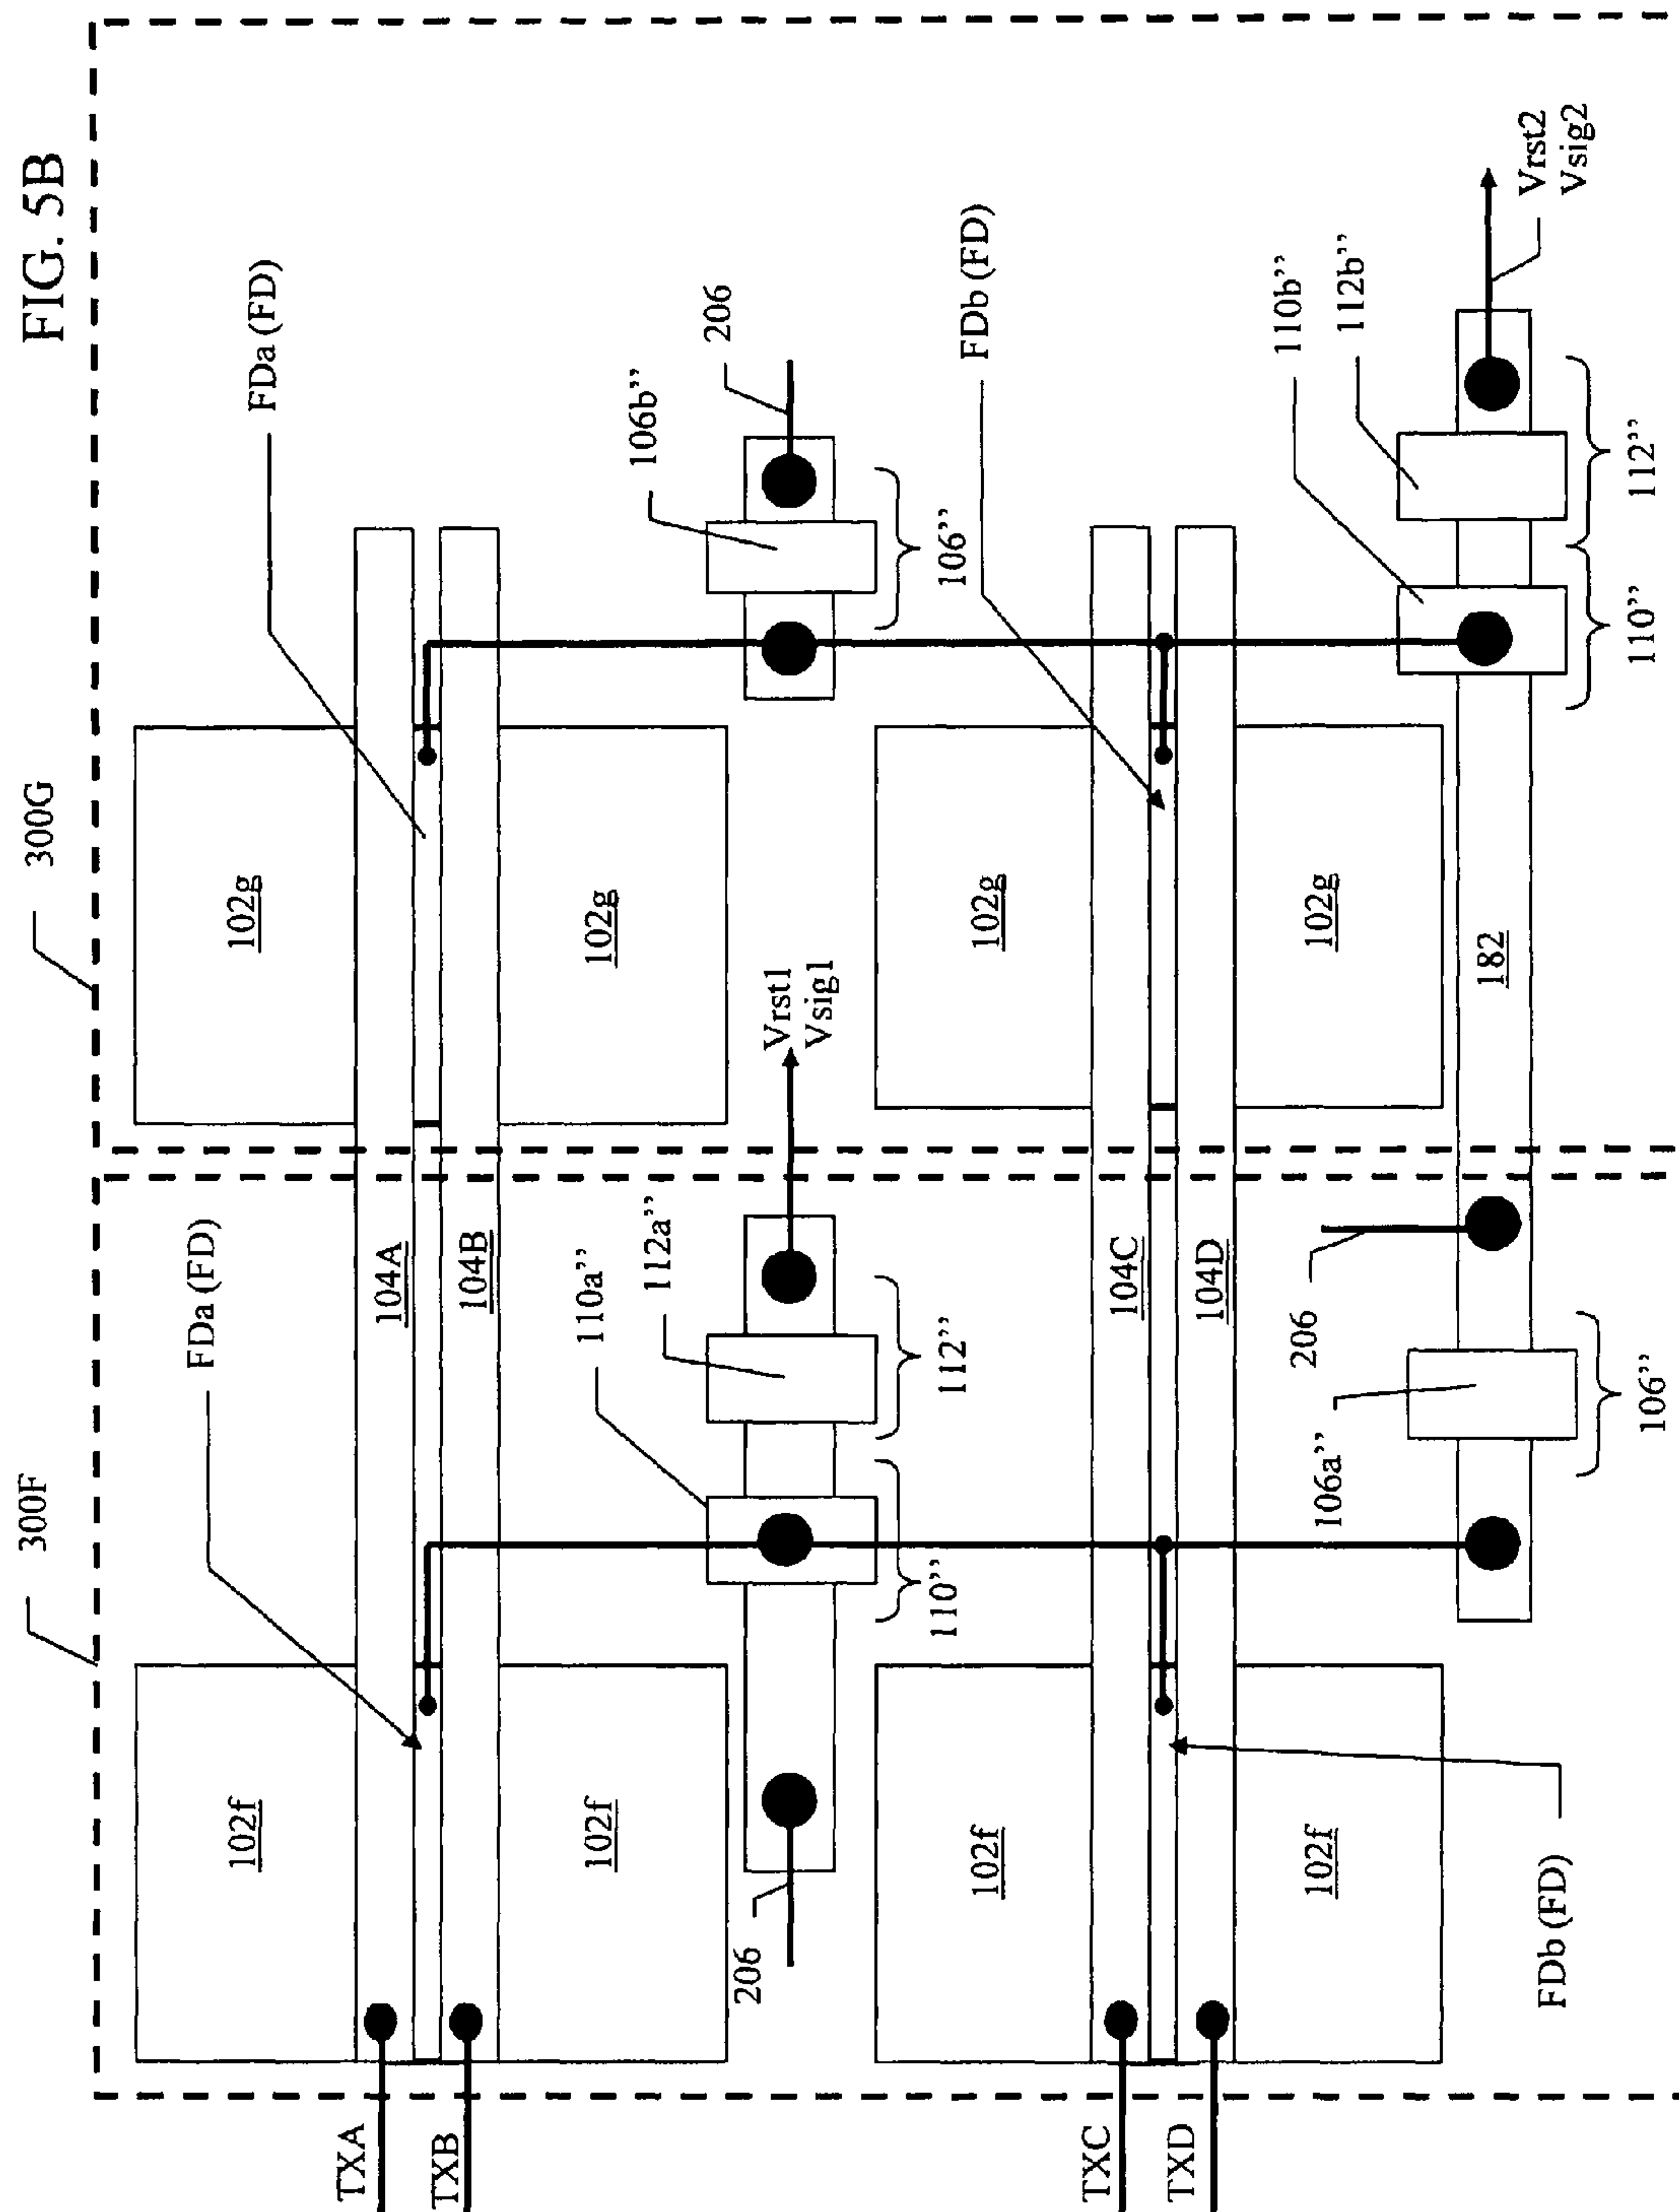 FIG. 5B
300F
300G
FDa (FD)
FDa (FD)
102f
102g
TXA
104A
TXB
104B
102f
102g
110a’’
112a’’
Vrst1
Vsig1
106b’’
206
206
110’’
112’’
106’’
FDb (FD)
102f
102g
TXC
104C
TXD
104D
102f
102g
206
106a’’
182
110b’’
112b’’
Vrst2
Vsig2
FDb (FD)
106’’
110’’
112’’